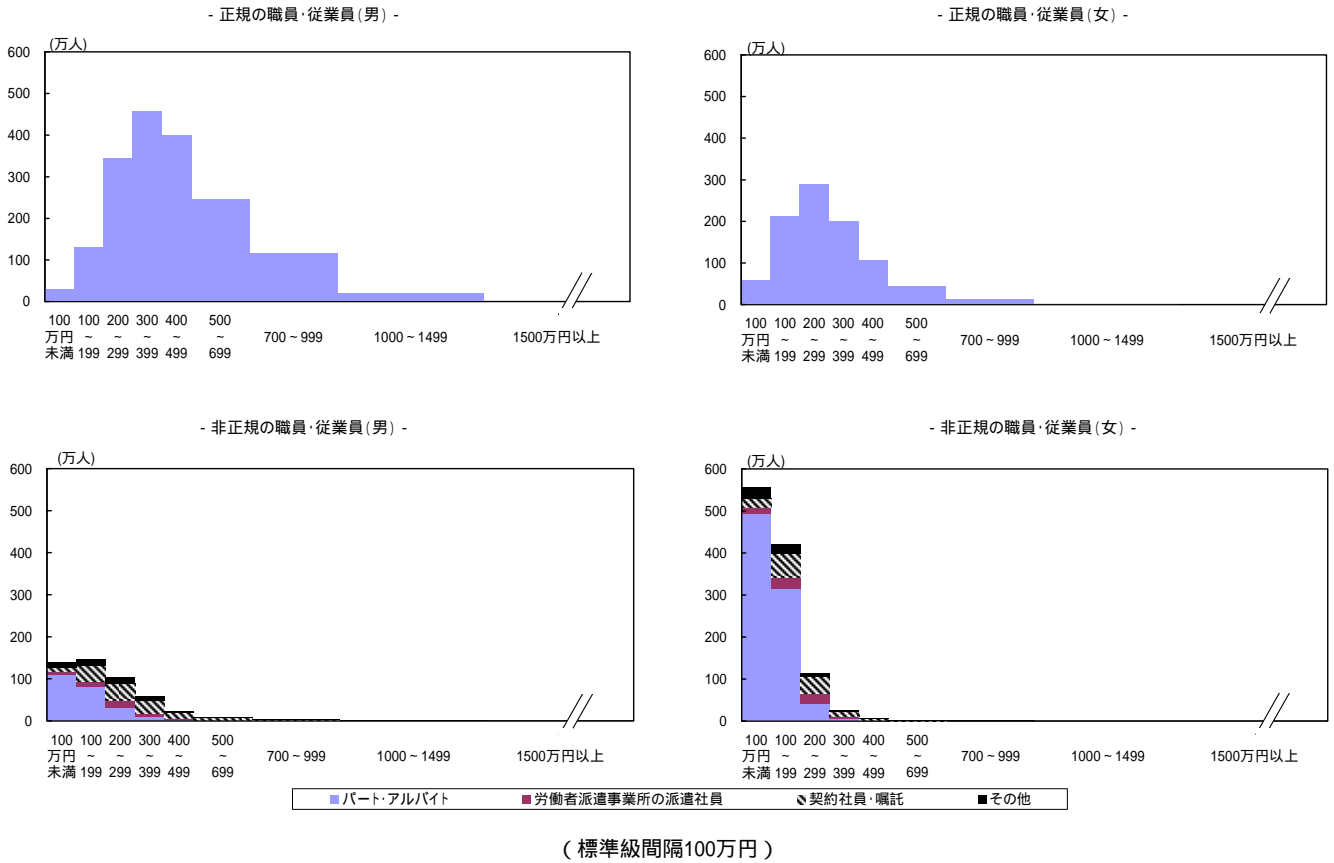 - 正規の職員･従業員(男) -
(万人)
600
500
400
300
200
100
0
100 100 200 300 400 500
万円 ~ ~ ~ ~ ~ 700~999 1000~1499 1500万円以上
未満 199 299 399 499 699
- 正規の職員･従業員(女) -
(万人)
600
500
400
300
200
100
0
100 100 200 300 400 500
万円 ~ ~ ~ ~ ~ 700~999 1000~1499 1500万円以上
未満 199 299 399 499 699
- 非正規の職員･従業員(男) -
(万人)
600
500
400
300
200
100
0
100 100 200 300 400 500
万円 ~ ~ ~ ~ ~ 700~999 1000~1499 1500万円以上
未満 199 299 399 499 699
- 非正規の職員･従業員(女) -
(万人)
600
500
400
300
200
100
0
100 100 200 300 400 500
万円 ~ ~ ~ ~ ~ 700~999 1000~1499 1500万円以上
未満 199 299 399 499 699
パート･アルバイト 労働者派遣事業所の派遣社員 契約社員･嘱託 その他
(標準級間隔100万円)